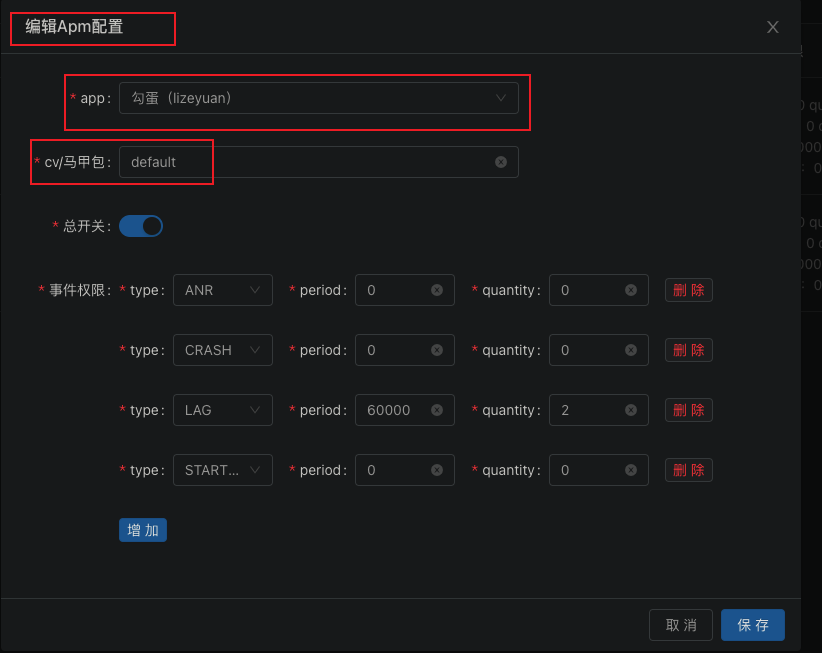 编辑Apm配置
* app: 勾蛋（lizeyuan）
* cv/马甲包: default
* 总开关:
* 事件权限: * type: ANR * period: 0 * quantity: 0 删 除
* type: CRASH * period: 0 * quantity: 0 删 除
* type: LAG * period: 60000 * quantity: 2 删 除
* type: START... * period: 0 * quantity: 0 删 除
增 加
取 消 保 存